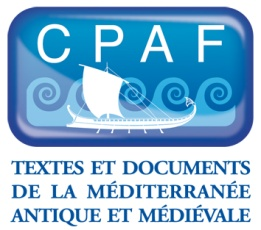 CPAF
TEXTES ET DOCUMENTS
DE LA MÉDITERRANÉE
ANTIQUE ET MÉDIÉVALE